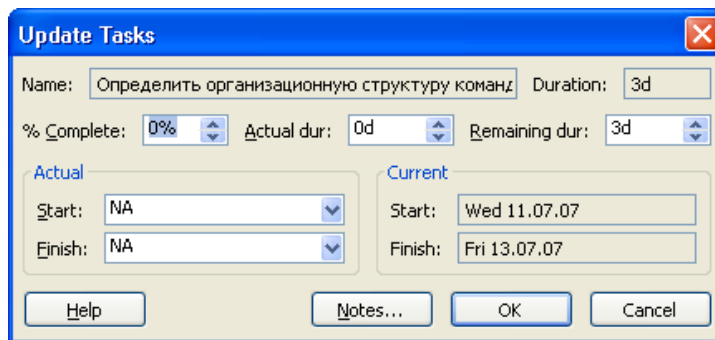 Update Tasks
Name: Определить организационную структуру команд Duration: 3d
% Complete: 0% Actual dur: 0d Remaining dur: 3d
Actual Current
Start: NA Start: Wed 11.07.07
Finish: NA Finish: Fri 13.07.07
Help Notes... OK Cancel